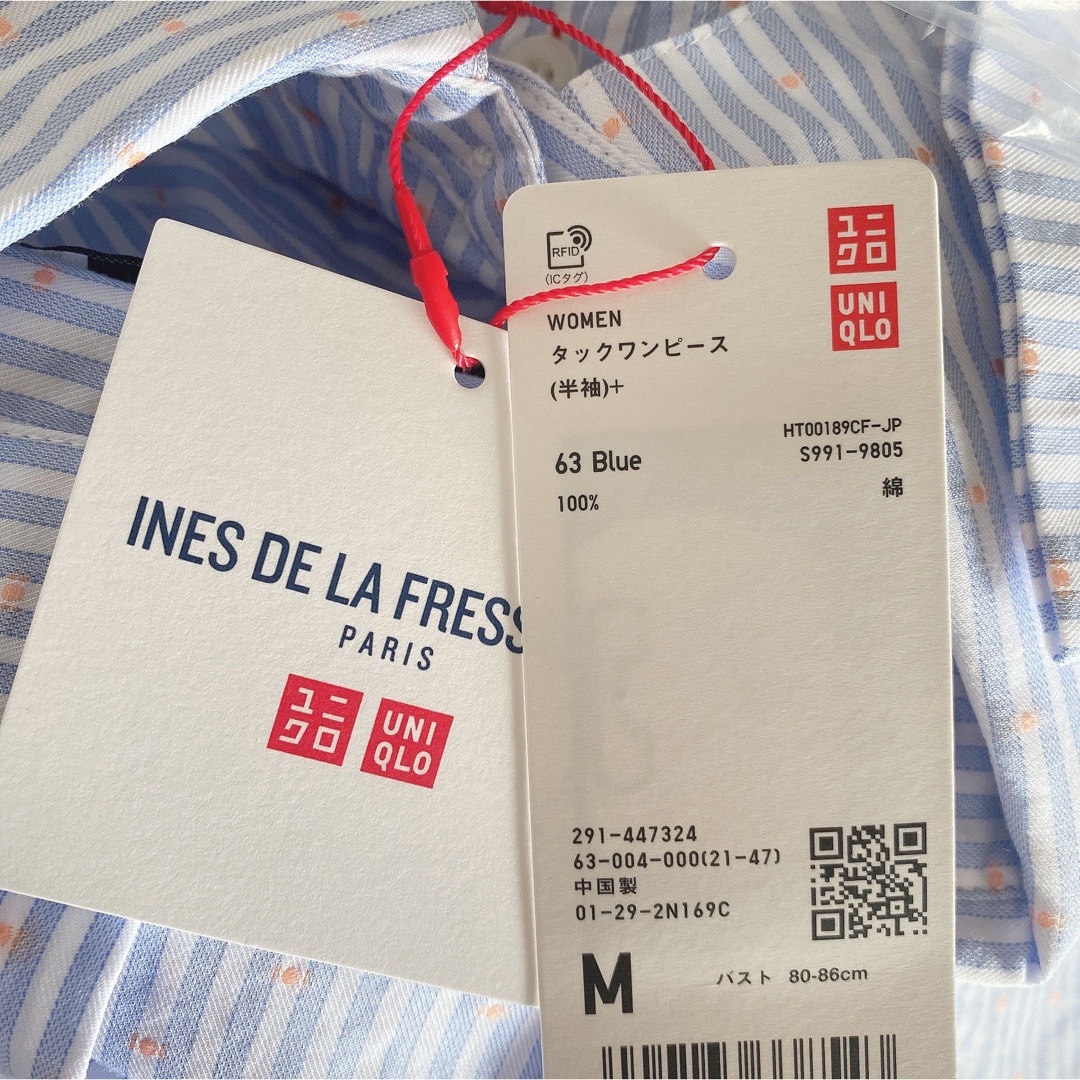 INES DE LA FRESS
PARIS
ユニ
クロ
UNI
QLO
RFID
(ICタグ)
ユニ
クロ
UNI
QLO
WOMEN
タックワンピース
(半袖)+
HT00189CF-JP
63 Blue
S991-9805
100%
綿
291-447324
63-004-000(21-47)
中国製
01-29-2N169C
M
バスト 80-86cm